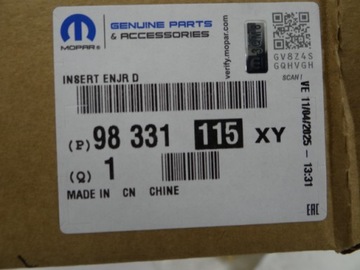 MOPAR®
GENUINE PARTS
& ACCESSORIES
verify.mopar.com
GV8Z4S
GQHVGH
SCAN!
INSERT ENJR D
(P) 98 331 115 XY
(Q) 1
MADE IN CN CHINE
VE 11/04/2025 - 13:31
EAC